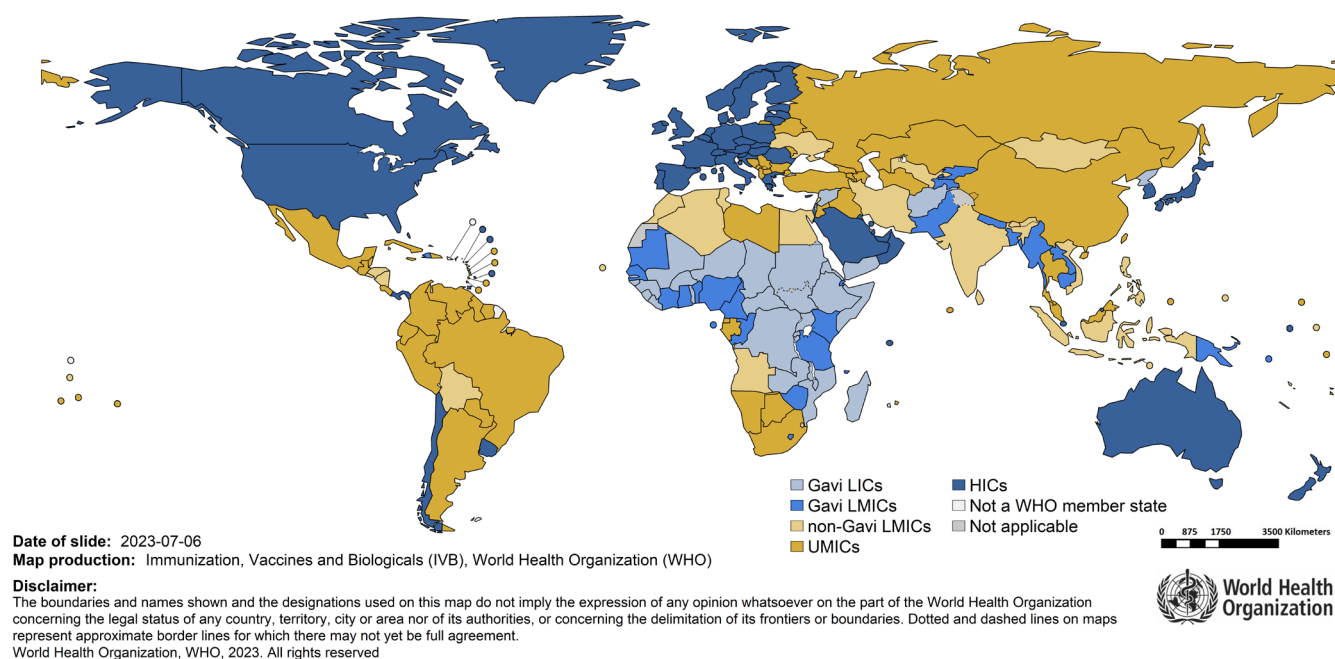 Gavi LICs
Gavi LMICs
non-Gavi LMICs
UMICs
HICs
Not a WHO member state
Not applicable
0 875 1750 3500 Kilometers
Date of slide: 2023-07-06
Map production: Immunization, Vaccines and Biologicals (IVB), World Health Organization (WHO)
Disclaimer:
The boundaries and names shown and the designations used on this map do not imply the expression of any opinion whatsoever on the part of the World Health Organization
concerning the legal status of any country, territory, city or area nor of its authorities, or concerning the delimitation of its frontiers or boundaries. Dotted and dashed lines on maps
represent approximate border lines for which there may not yet be full agreement.
World Health Organization, WHO, 2023. All rights reserved
World Health
Organization